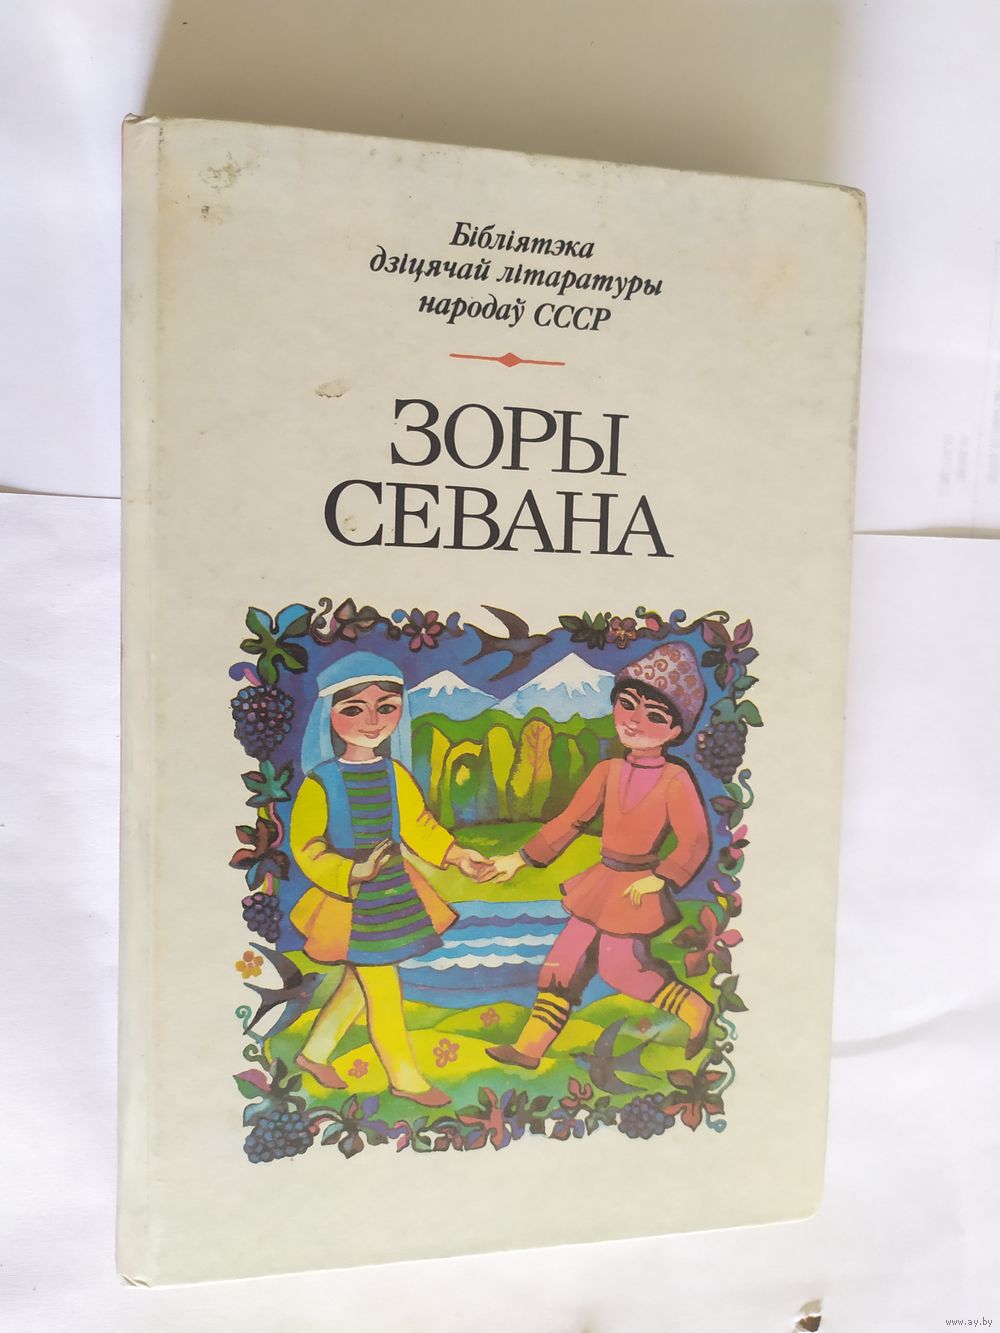 Бібліятэка
дзіцячай літаратуры
народаў СССР
ЗОРЫ
СЕВАНА
www.ay.by